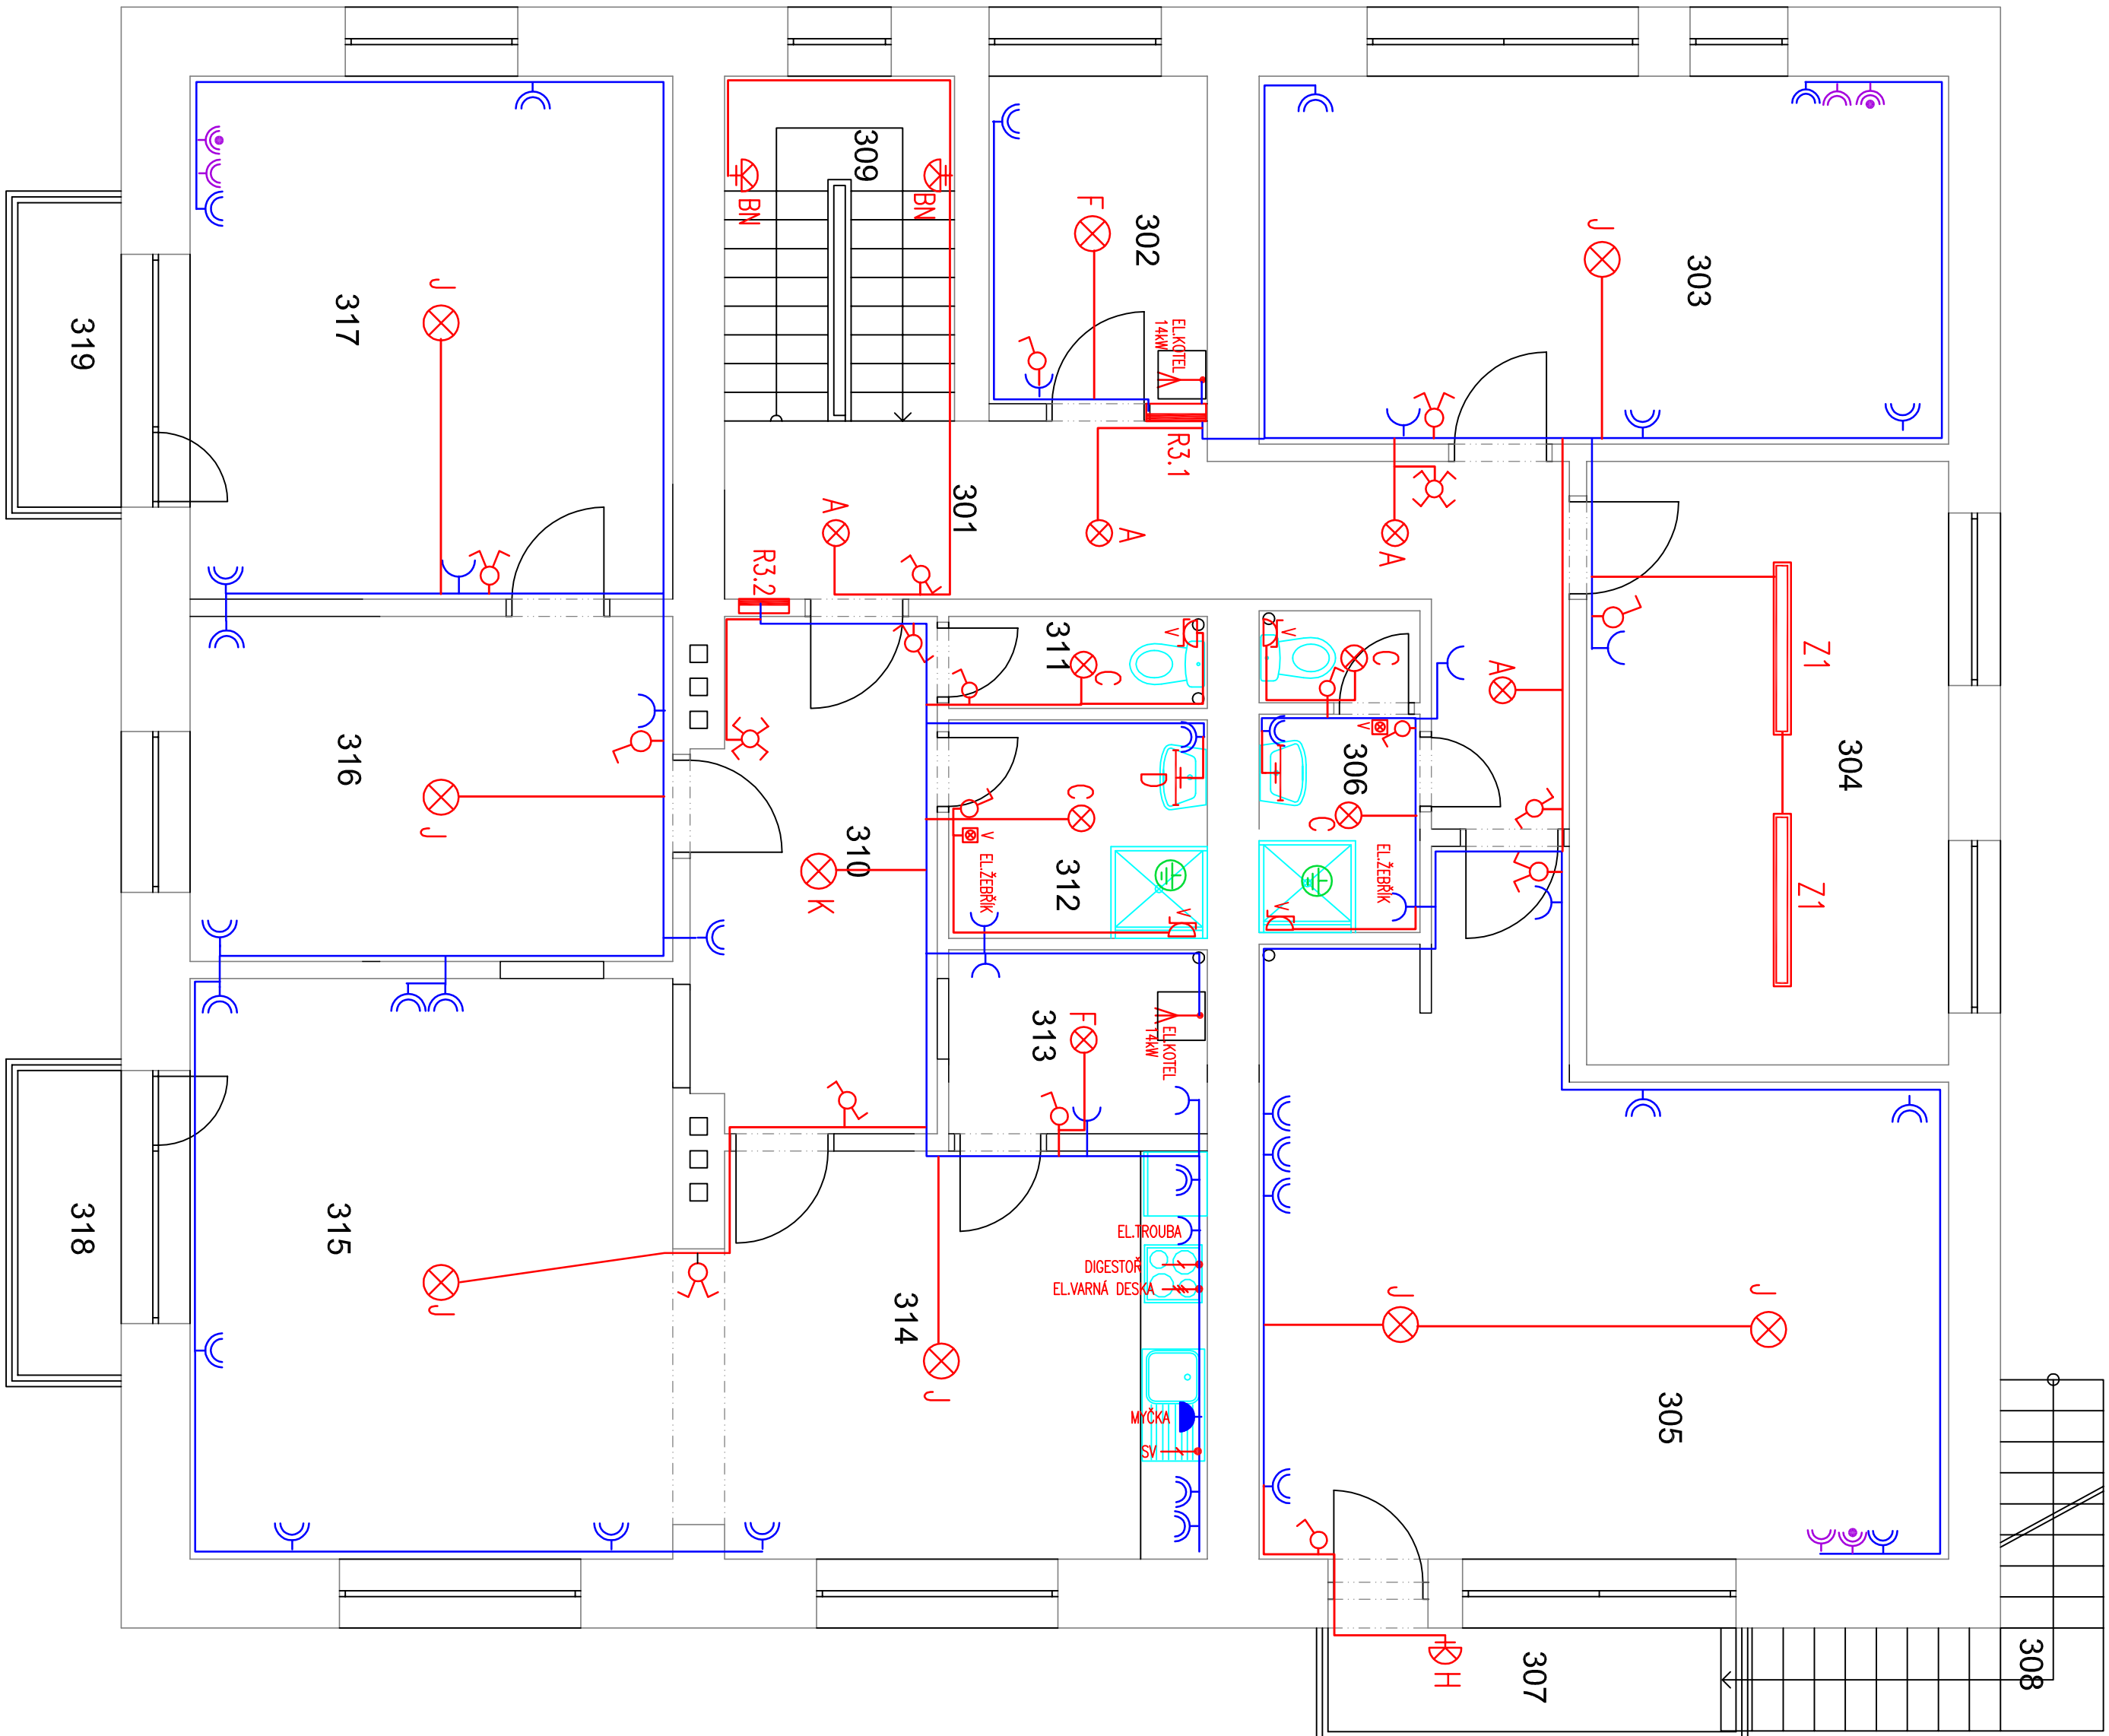 309
BN
BN
302
F
303
J
EL.KOTEL
14kW
R3.1
317
J
319
301
A
A
A
R3.2
311
C
V
V
C
A
Z1
304
Z1
316
J
310
K
C
D
V
EL.ŽEBŘÍK
312
V
306
V
C
EL.ŽEBŘÍK
V
313
F
EL.KOTEL
14kW
315
J
318
314
J
EL.TROUBA
DIGESTOŘ
EL.VARNÁ DESKA
MYČKA
SV
J
J
305
H
307
308